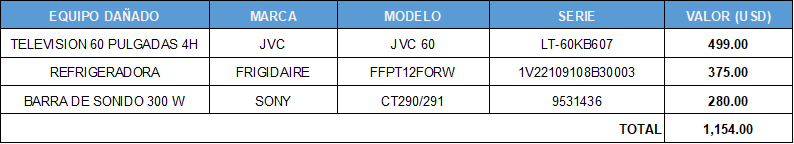 EQUIPO DAÑADO MARCA MODELO SERIE VALOR (USD)
TELEVISION 60 PULGADAS 4H JVC JVC 60 LT-60KB607 499.00
REFRIGERADORA FRIGIDAIRE FFPT12FORW 1V22109108B30003 375.00
BARRA DE SONIDO 300 W SONY CT290/291 9531436 280.00
TOTAL 1,154.00